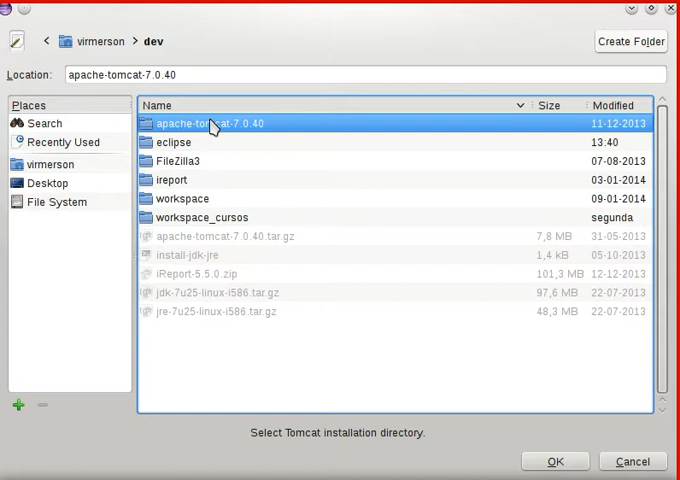 virmerson dev
Create Folder
Location: apache-tomcat-7.0.40
Places
Search
Recently Used
virmerson
Desktop
File System
Name Size Modified
apache-tomcat-7.0.40 11-12-2013
eclipse 13:40
FileZilla3 07-08-2013
ireport 03-01-2014
workspace 09-01-2014
workspace_cursos segunda
apache-tomcat-7.0.40.tar.gz 7,8 MB 31-05-2013
install-jdk-jre 1,4 kB 05-10-2013
iReport-5.5.0.zip 101,3 MB 12-12-2013
jdk-7u25-linux-i586.tar.gz 97,6 MB 22-07-2013
jre-7u25-linux-i586.tar.gz 48,3 MB 22-07-2013
Select Tomcat installation directory.
OK Cancel